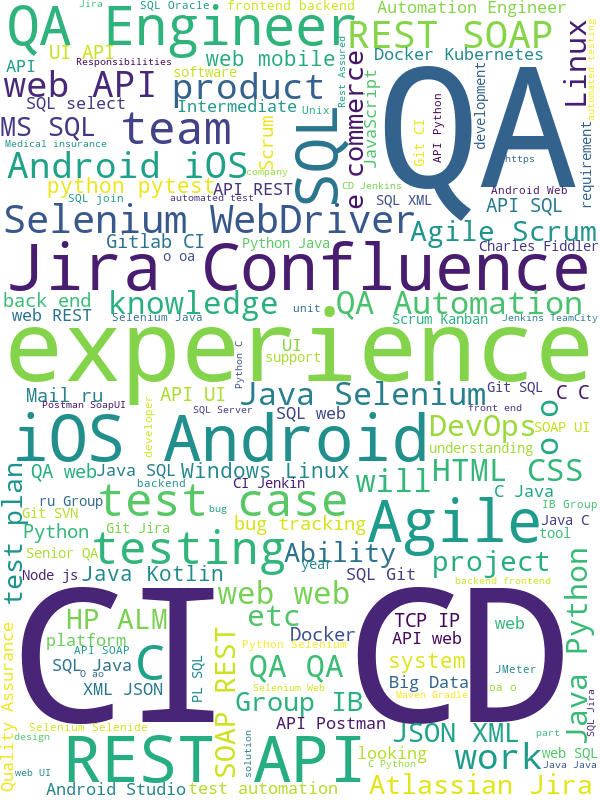 Jira
SQL Oracle
frontend backend
Automation Engineer
QA Engineer
REST SOAP
UI API
web mobile
Docker Kubernetes
API
Responsibilities
software
Rest Assured
Linux
web API
product
JavaScript
e commerce
development
API Python
Git CI
QA
automated testing
SQL select
Intermediate
Unix
MS SQL
team
Scrum
SQL
requirement
Medical insurance
https
Android iOS
company
python pytest
API REST
CD Jenkins
Android Web
SQL join
automated test
SQL XML
API SQL
Selenium WebDriver
Agile Scrum
Gitlab CI
Python Java
Charles Fiddler
o oa
Jira Confluence
back end
knowledge
QA Automation
web REST
Selenium Java
unit
Scrum Kanban
Jenkins TeamCity
experience
UI
support
Python C
Mail ru
API UI
Java Selenium
Git SQL
C C
Postman SoapUI
developer
SQL Server
SQL web
front end
o o
iOS Android
DevOps
SOAP UI
understanding
QA web
Java SQL
Windows Linux
will
HTML CSS
test plan
backend
CI Jenkin
C Java
IB Group
ru Group
test case
Git SVN
bug
Agile
Java C
tool
Python
Git Jira
bug tracking
testing
Senior QA
Ability
project
year
Node js
Java Kotlin
SQL Git
backend frontend
Java Python
CI CD
web web
HP ALM
etc
TCP IP
web
platform
Docker
API web
Python Selenium
API SOAP
C
QA QA
system
SQL Java
o ao
PL SQL
SOAP REST
JMeter
XML JSON
Selenium Web
Big Data
oa o
Maven Gradle
Group IB
SQL Jira
Quality Assurance
Selenium Selenide
API Postman
JSON XML
part
design
REST API
solution
looking
work
web SQL
C Python
Java Java
web UI
Android Studio
test automation
Atlassian Jira